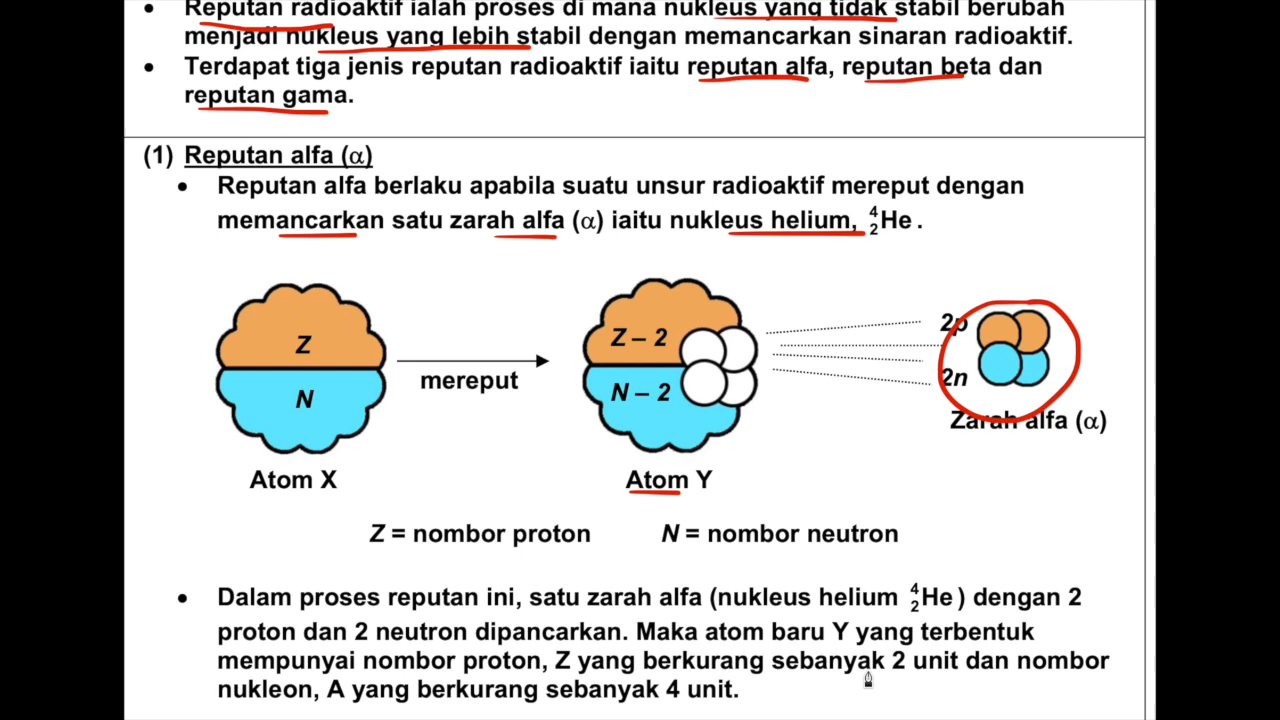 • Reputan radioaktif ialah proses di mana nukleus yang tidak stabil berubah
menjadi nukleus yang lebih stabil dengan memancarkan sinaran radioaktif.
• Terdapat tiga jenis reputan radioaktif iaitu reputan alfa, reputan beta dan
reputan gama.
(1) Reputan alfa (α)
• Reputan alfa berlaku apabila suatu unsur radioaktif mereput dengan
memancarkan satu zarah alfa (α) iaitu nukleus helium, ⁴₂He .
Z
N
mereput
Z – 2
N – 2
2p
2n
Zarah alfa (α)
Atom X
Atom Y
Z = nombor proton N = nombor neutron
• Dalam proses reputan ini, satu zarah alfa (nukleus helium ⁴₂He ) dengan 2
proton dan 2 neutron dipancarkan. Maka atom baru Y yang terbentuk
mempunyai nombor proton, Z yang berkurang sebanyak 2 unit dan nombor
nukleon, A yang berkurang sebanyak 4 unit.